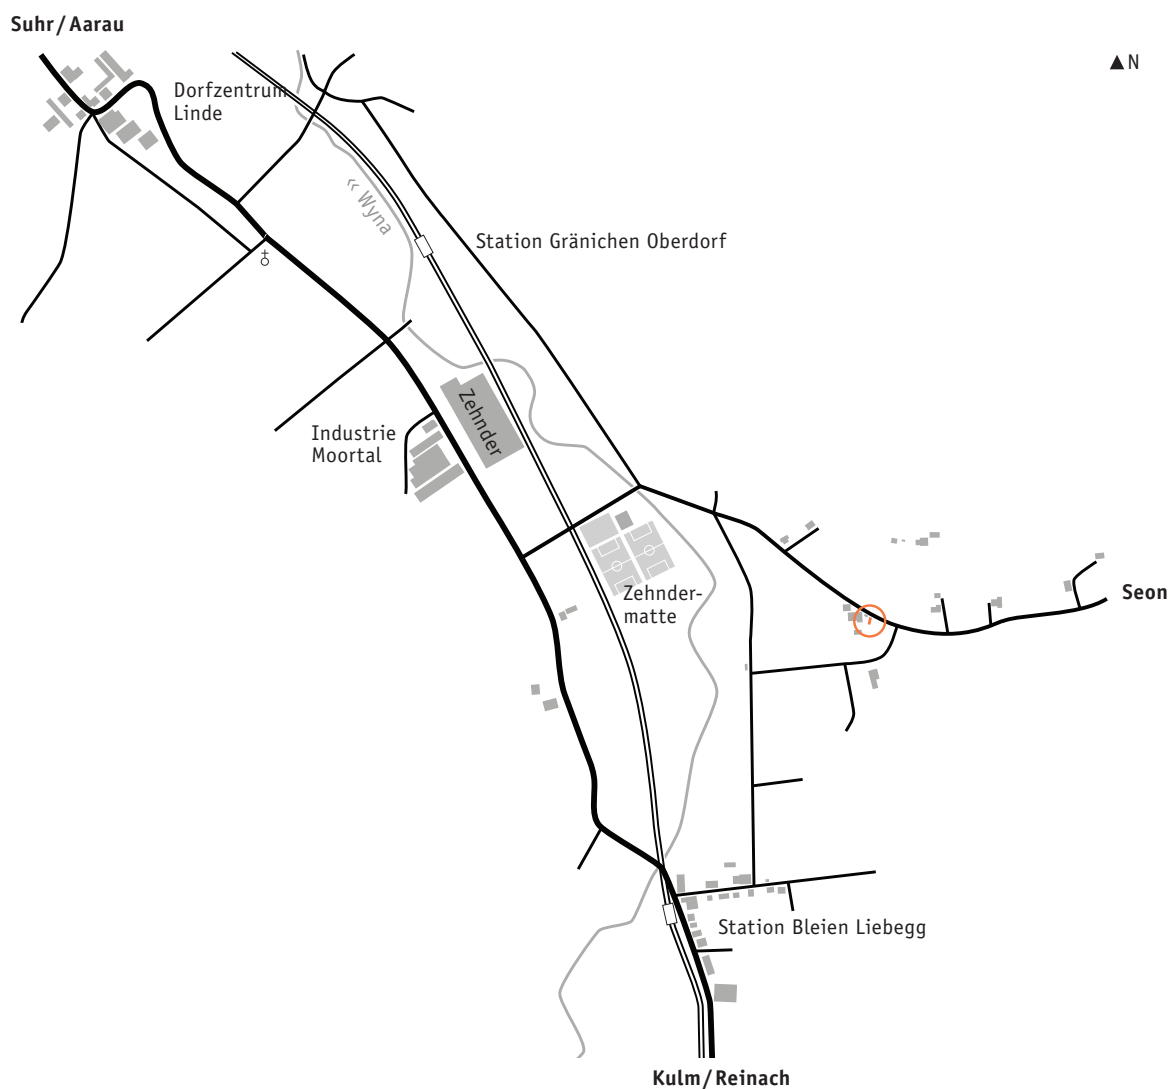 Suhr/Aarau
▲N
Dorfzentrum
Linde
« Wyna
Station Gränichen Oberdorf
Zehnder
Industrie
Moortal
Zehnder-
matte
Seon
Station Bleien Liebegg
Kulm/Reinach